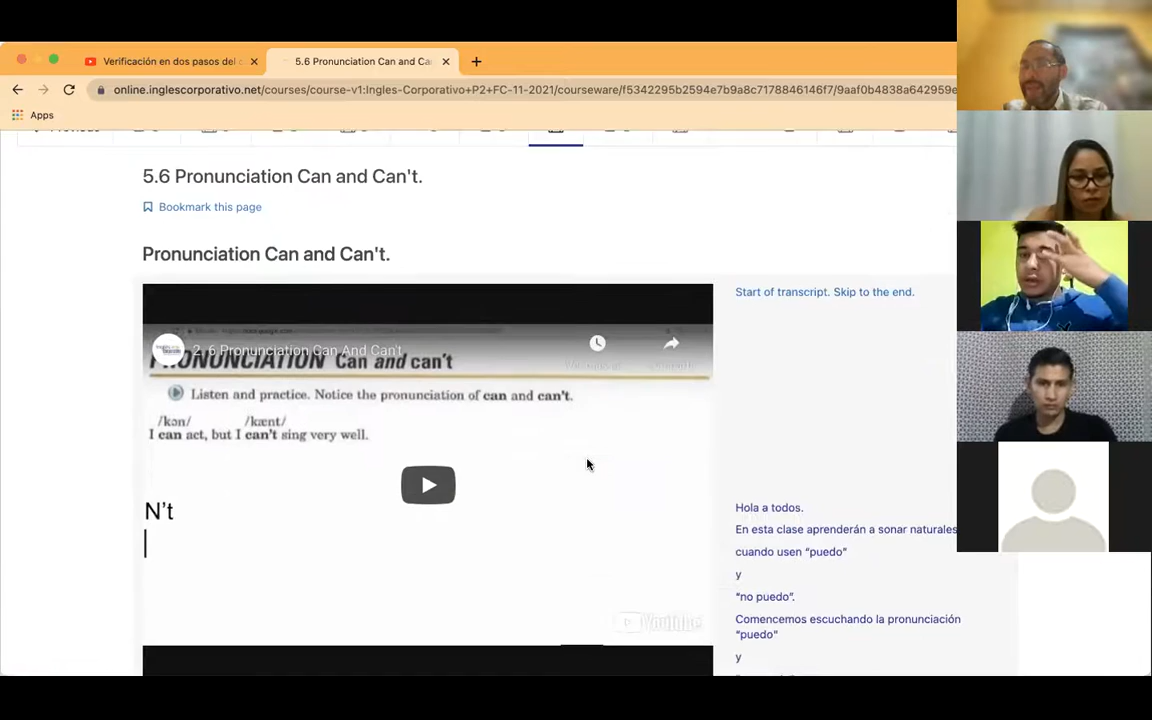 Verificación en dos pasos del
5.6 Pronunciation Can and Ca
online.inglescorporativo.net/courses/course-v1:Ingles-Corporativo+P2+FC-11-2021/courseware/f5342295b2594e7b9a8c7178846146f7/9aaf0b4838a642959e
Apps
5.6 Pronunciation Can and Can't.
Bookmark this page
Pronunciation Can and Can't.
Start of transcript. Skip to the end.
2. 6 Pronunciation Can And Can't
PRONUNCIATION Can and can't
Listen and practice. Notice the pronunciation of can and can't.
/kən/ /kænt/
I can act, but I can't sing very well.
N't
YouTube
Hola a todos.
En esta clase aprenderán a sonar naturales
cuando usen “puedo”
y
“no puedo”.
Comencemos escuchando la pronunciación
“puedo”
y